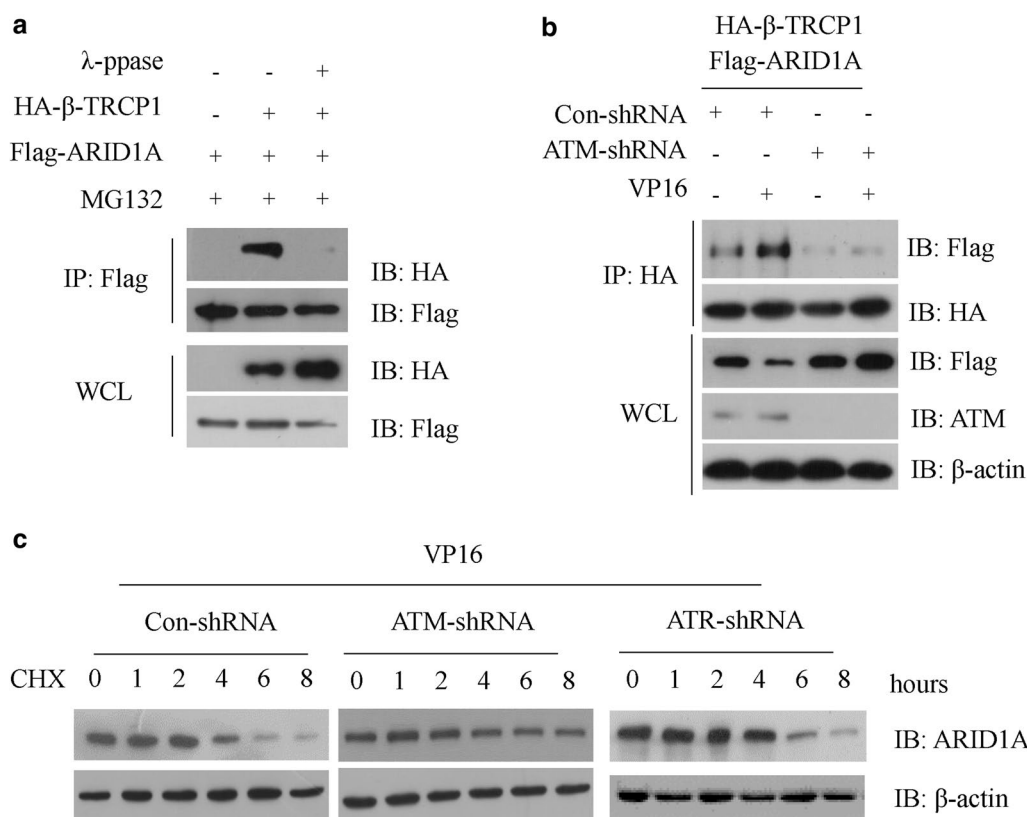 a
λ-ppase - - +
HA-β-TRCP1 - + +
Flag-ARID1A + + +
MG132 + + +
IP: Flag
IB: HA
IB: Flag
WCL
IB: HA
IB: Flag
b
HA-β-TRCP1
Flag-ARID1A
Con-shRNA + + - -
ATM-shRNA - - + +
VP16 - + - +
IP: HA
IB: Flag
IB: HA
WCL
IB: Flag
IB: ATM
IB: β-actin
c
VP16
Con-shRNA ATM-shRNA ATR-shRNA
CHX 0 1 2 4 6 8 0 1 2 4 6 8 0 1 2 4 6 8 hours
IB: ARID1A
IB: β-actin